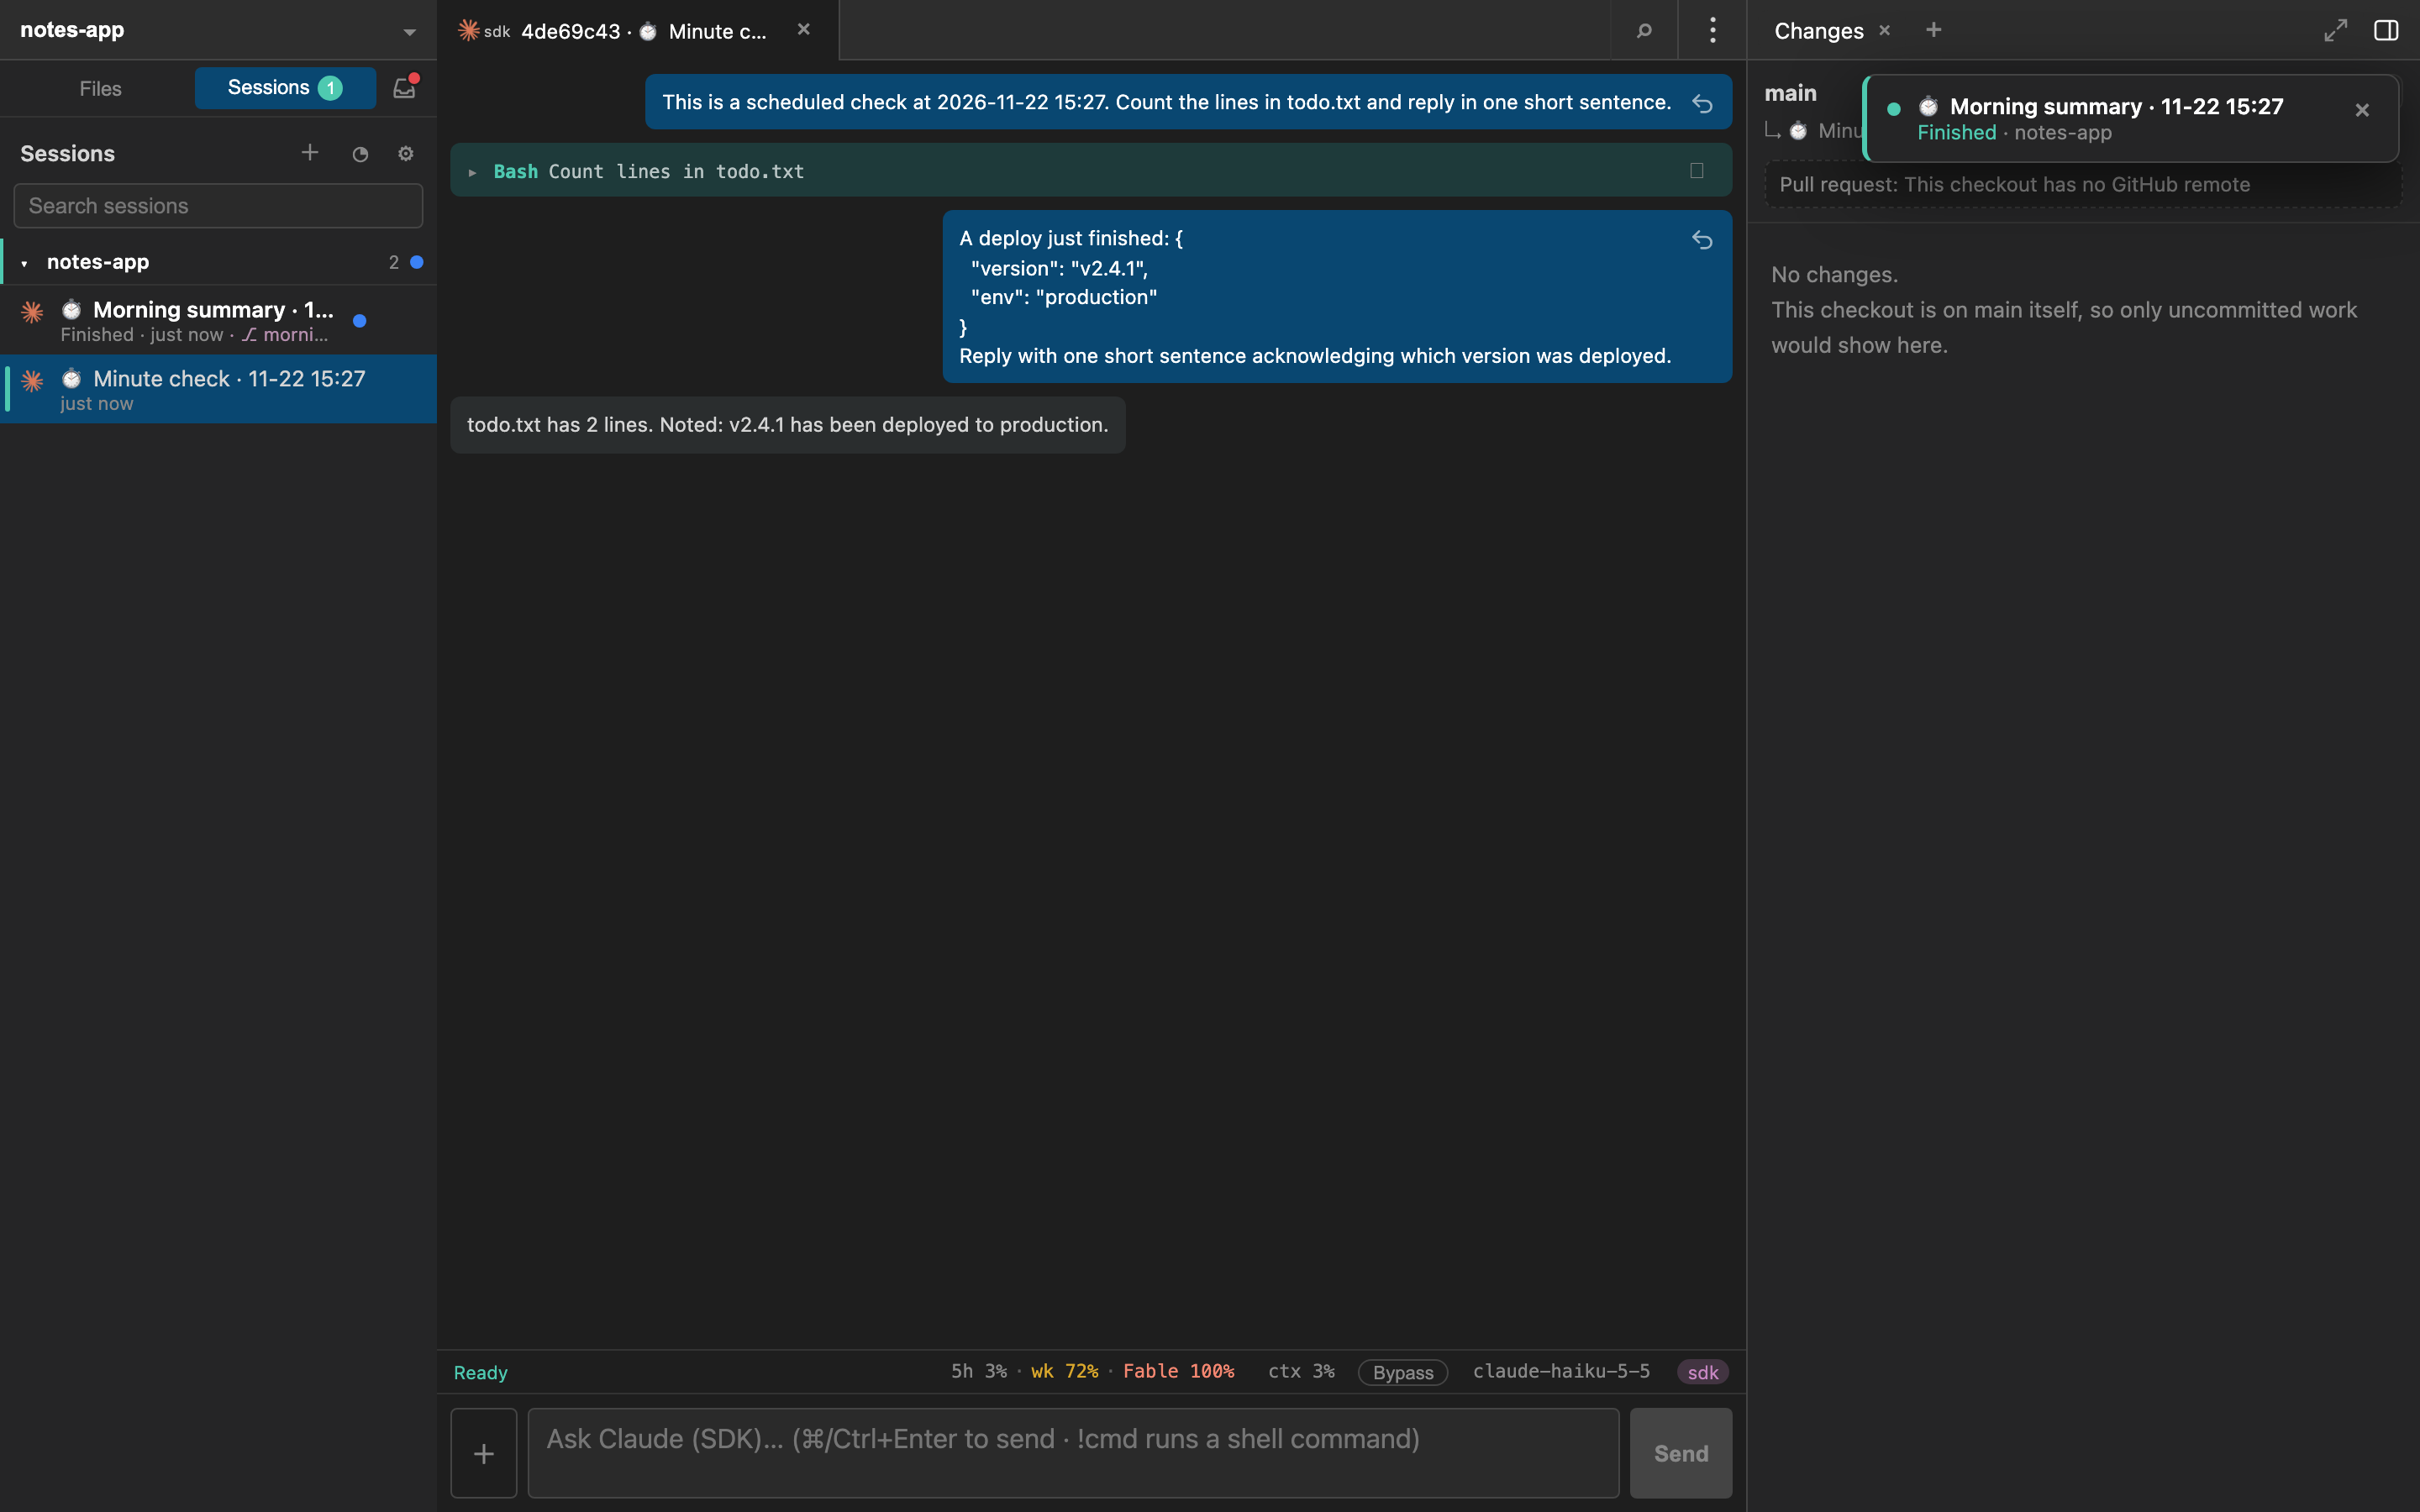 notes-app
Files
Sessions 1
Sessions
Search sessions
notes-app 2
Morning summary · 1...
Finished · just now · morni...
Minute check · 11-22 15:27
just now
sdk 4de69c43 · Minute c...
This is a scheduled check at 2026-11-22 15:27. Count the lines in todo.txt and reply in one short sentence.
Bash Count lines in todo.txt
A deploy just finished: {
"version": "v2.4.1",
"env": "production"
}
Reply with one short sentence acknowledging which version was deployed.
todo.txt has 2 lines. Noted: v2.4.1 has been deployed to production.
Ready
5h 3% · wk 72% · Fable 100% ctx 3% Bypass claude-haiku-5-5 sdk
Ask Claude (SDK)... (⌘/Ctrl+Enter to send · !cmd runs a shell command)
Send
Changes
main
Minu
Morning summary · 11-22 15:27
Finished · notes-app
Pull request: This checkout has no GitHub remote
No changes.
This checkout is on main itself, so only uncommitted work
would show here.